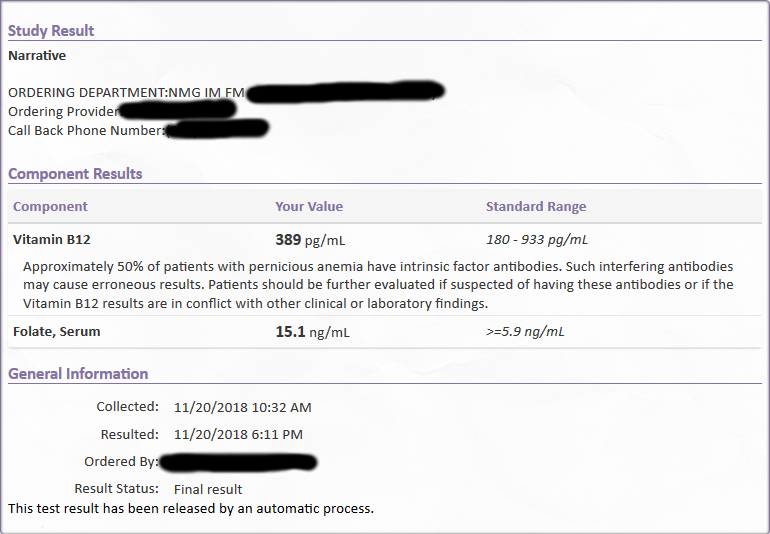 Study Result
Narrative
ORDERING DEPARTMENT:NMG IM FM
Ordering Provider
Call Back Phone Number:
Component Results
Component Your Value Standard Range
Vitamin B12 389 pg/mL 180 - 933 pg/mL
Approximately 50% of patients with pernicious anemia have intrinsic factor antibodies. Such interfering antibodies
may cause erroneous results. Patients should be further evaluated if suspected of having these antibodies or if the
Vitamin B12 results are in conflict with other clinical or laboratory findings.
Folate, Serum 15.1 ng/mL >=5.9 ng/mL
General Information
Collected: 11/20/2018 10:32 AM
Resulted: 11/20/2018 6:11 PM
Ordered By:
Result Status: Final result
This test result has been released by an automatic process.